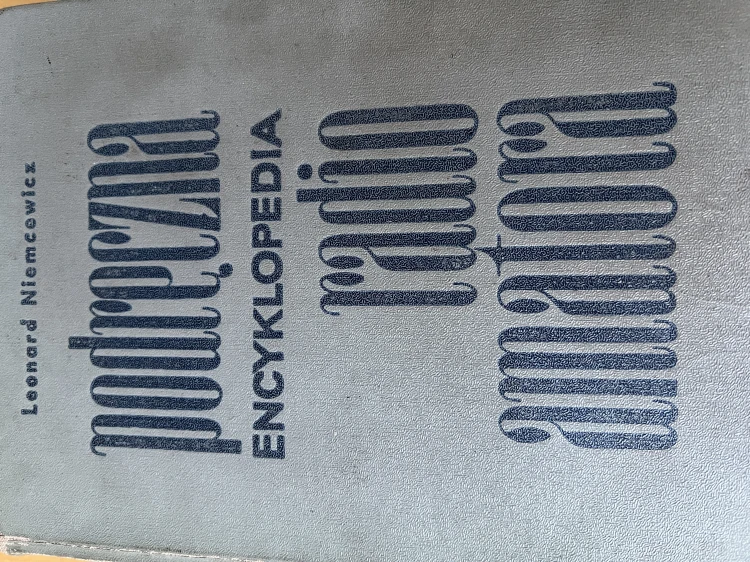 Leonard Niemcewicz
podręczna
ENCYKLOPEDIA
radio
amatora